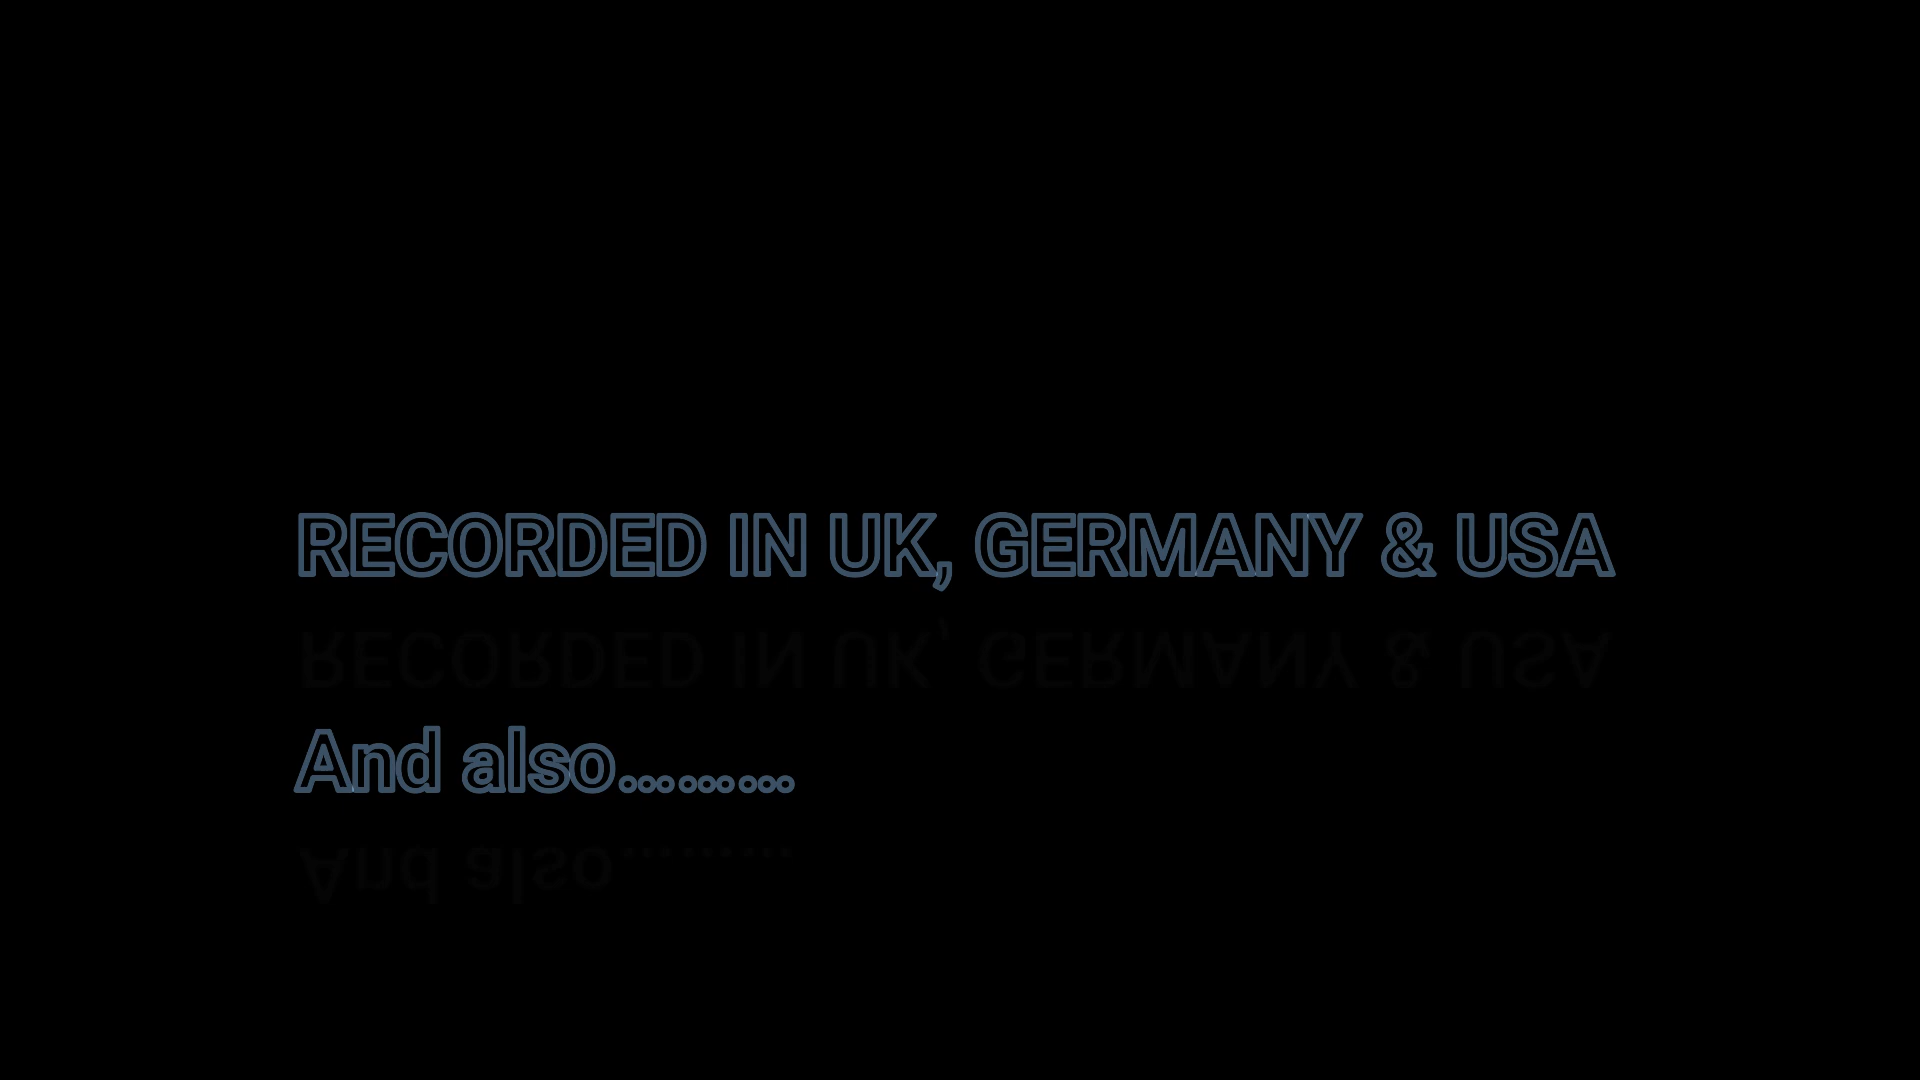 RECORDED IN UK, GERMANY & USA
And also………